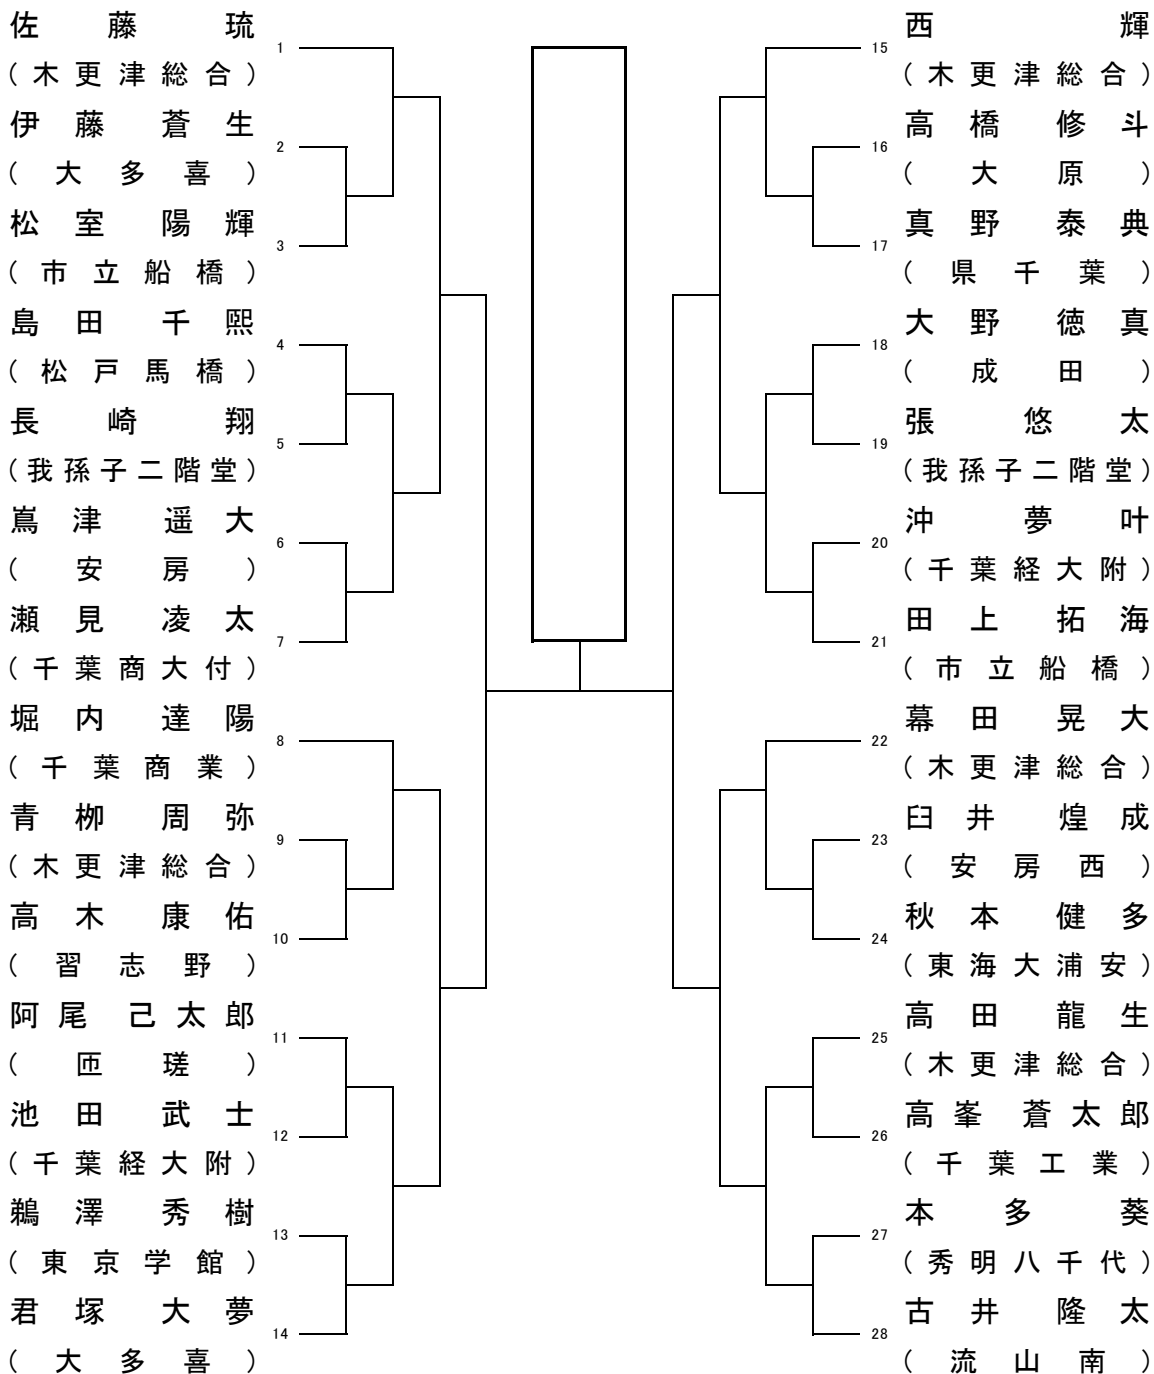 佐藤琉
1
(木更津総合)
伊藤蒼生
2
(大多喜)
松室陽輝
3
(市立船橋)
島田千熙
4
(松戸馬橋)
長崎翔
5
(我孫子二階堂)
嶌津遥大
6
(安房)
瀬見凌太
7
(千葉商大付)
堀内達陽
8
(千葉商業)
青栁周弥
9
(木更津総合)
高木康佑
10
(習志野)
阿尾己太郎
11
(匝瑳)
池田武士
12
(千葉経大附)
鵜澤秀樹
13
(東京学館)
君塚大夢
14
(大多喜)
西輝
15
(木更津総合)
高橋修斗
16
(大原)
真野泰典
17
(県千葉)
大野徳真
18
(成田)
張悠太
19
(我孫子二階堂)
沖夢叶
20
(千葉経大附)
田上拓海
21
(市立船橋)
幕田晃大
22
(木更津総合)
臼井煌成
23
(安房西)
秋本健多
24
(東海大浦安)
高田龍生
25
(木更津総合)
高峯蒼太郎
26
(千葉工業)
本多葵
27
(秀明八千代)
古井隆太
28
(流山南)